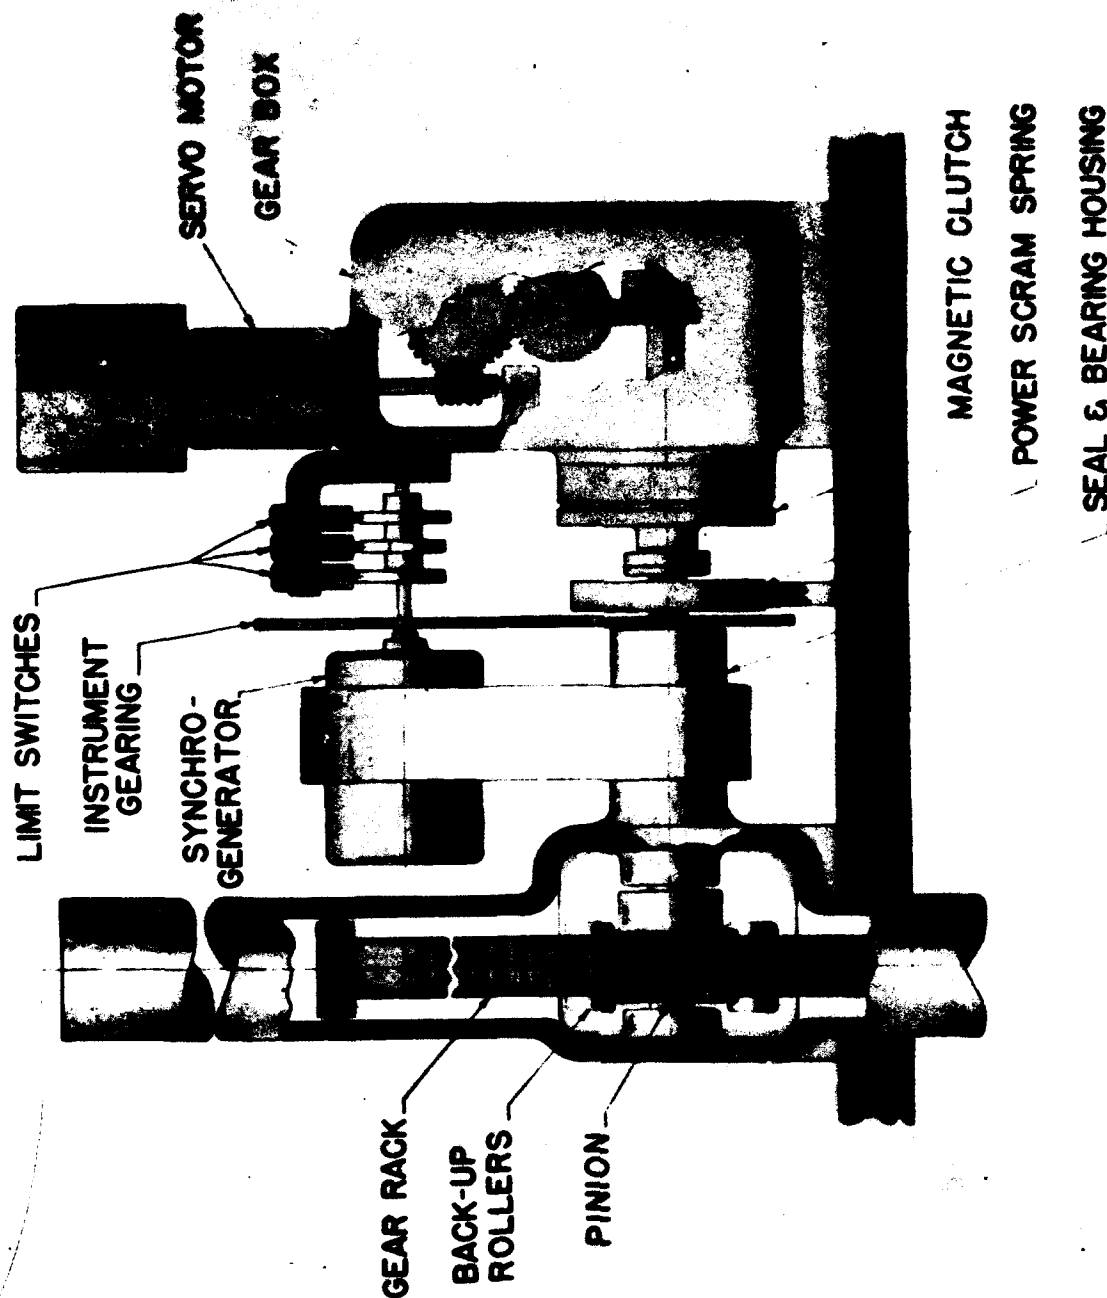 LIMIT SWITCHES
INSTRUMENT
GEARING
SYNCHRO-
GENERATOR
GEAR RACK
BACK-UP
ROLLERS
PINION
SERVO MOTOR
GEAR BOX
MAGNETIC CLUTCH
POWER SCRAM SPRING
SEAL & BEARING HOUSING